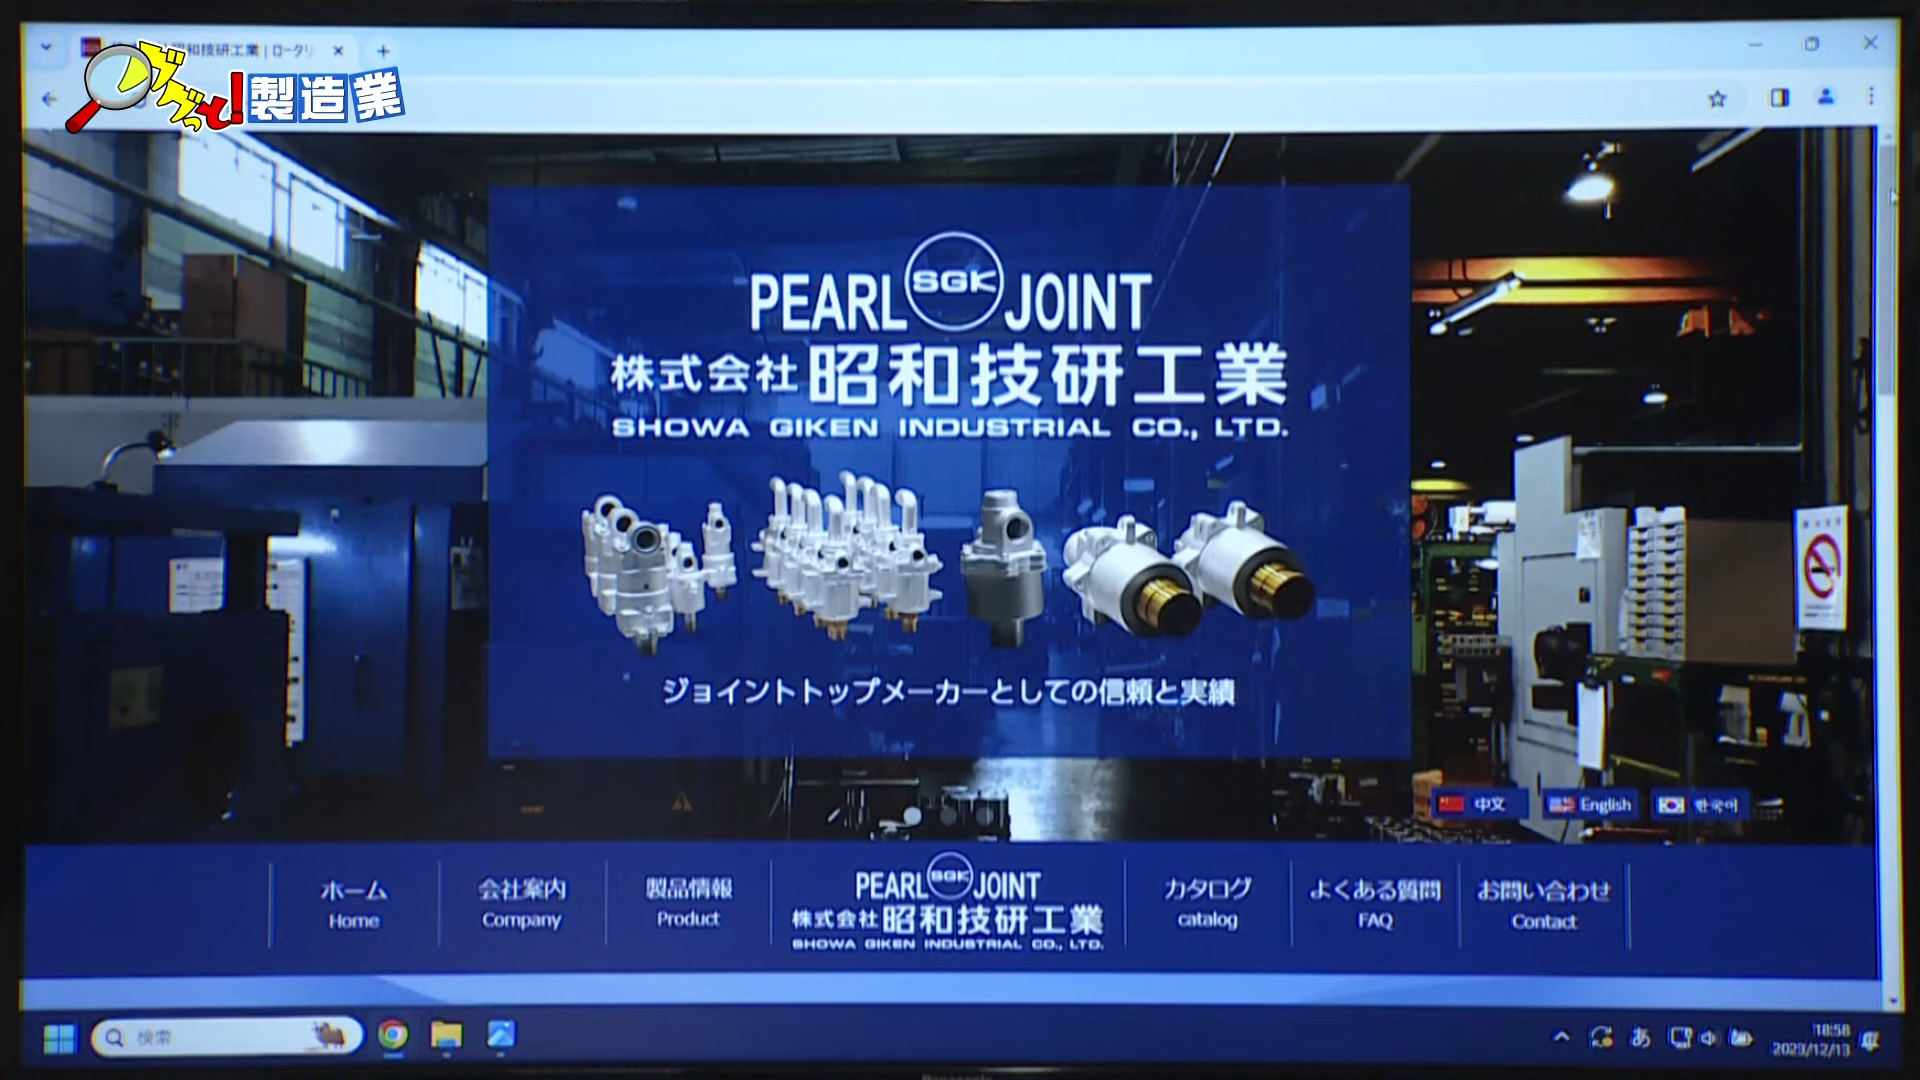 昭和技研工業 | ロータリ
グググっと!製造業
PEARL SGK JOINT
株式会社 昭和技研工業
SHOWA GIKEN INDUSTRIAL CO., LTD.
ジョイントトップメーカーとしての信頼と実績
中文 English 한국어
ホーム
Home
会社案内
Company
製品情報
Product
PEARL SGK JOINT
株式会社 昭和技研工業
SHOWA GIKEN INDUSTRIAL CO., LTD.
カタログ
catalog
よくある質問
FAQ
お問い合わせ
Contact
検索
あ
18:58
2023/12/13